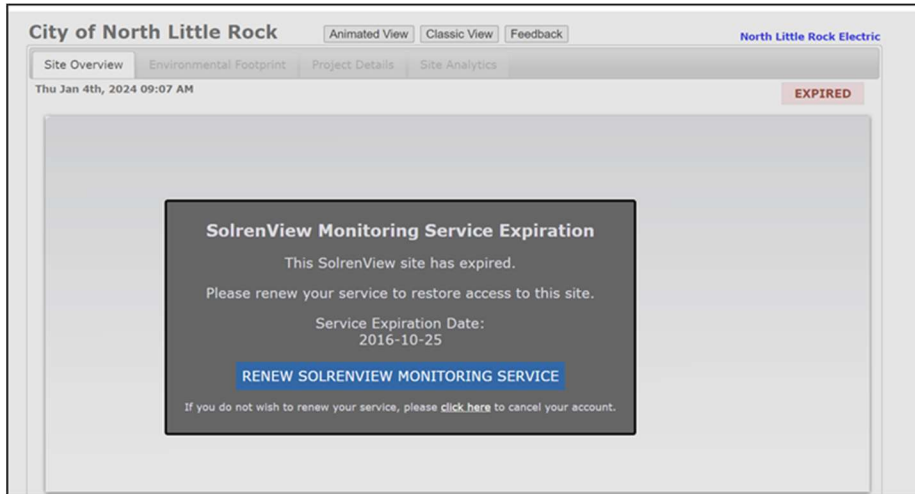 City of North Little Rock
Animated View
Classic View
Feedback
North Little Rock Electric
Site Overview
Environmental Footprint
Project Details
Site Analytics
Thu Jan 4th, 2024 09:07 AM
EXPIRED
SolrenView Monitoring Service Expiration
This SolrenView site has expired.
Please renew your service to restore access to this site.
Service Expiration Date:
2016-10-25
RENEW SOLRENVIEW MONITORING SERVICE
If you do not wish to renew your service, please click here to cancel your account.